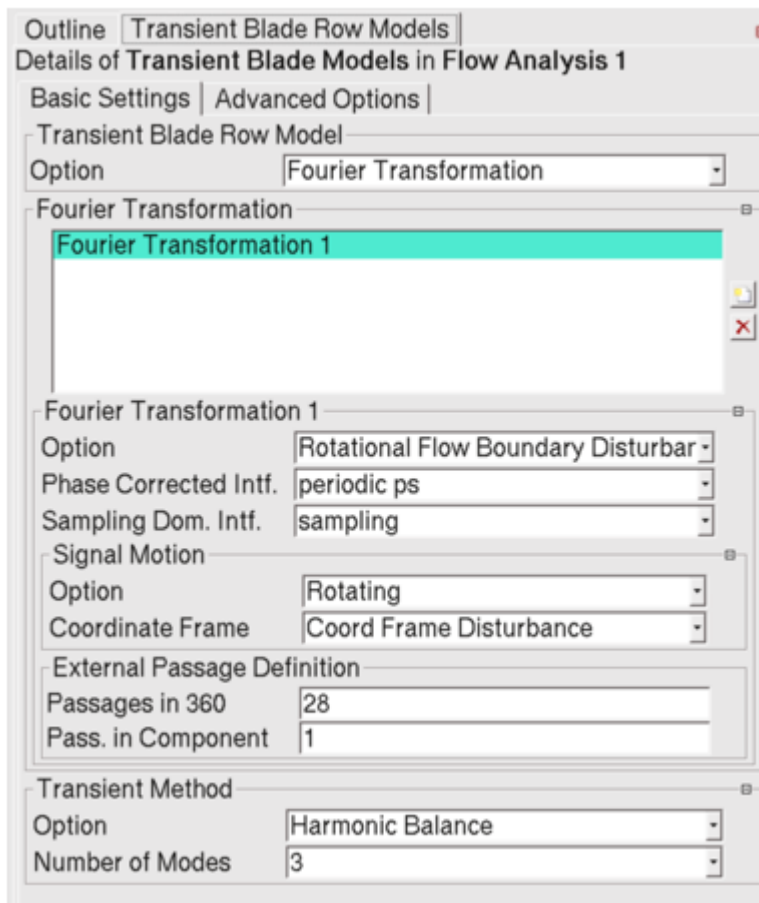 Outline Transient Blade Row Models
Details of Transient Blade Models in Flow Analysis 1
Basic Settings Advanced Options
Transient Blade Row Model
Option Fourier Transformation
Fourier Transformation
Fourier Transformation 1
Fourier Transformation 1
Option Rotational Flow Boundary Disturbar
Phase Corrected Intf. periodic ps
Sampling Dom. Intf. sampling
Signal Motion
Option Rotating
Coordinate Frame Coord Frame Disturbance
External Passage Definition
Passages in 360 28
Pass. in Component 1
Transient Method
Option Harmonic Balance
Number of Modes 3